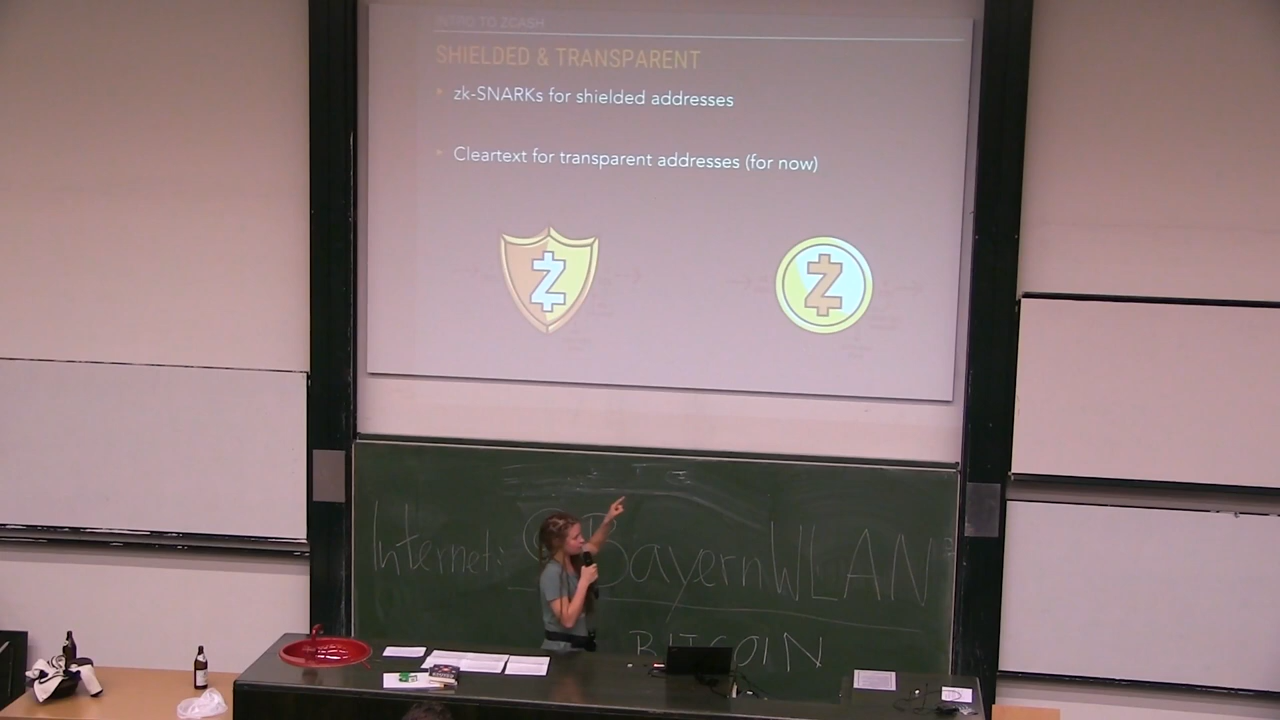 INTRO TO ZCASH
SHIELDED & TRANSPARENT
zk-SNARKs for shielded addresses
Cleartext for transparent addresses (for now)
Internet: @BayernWLAN
BITCOIN